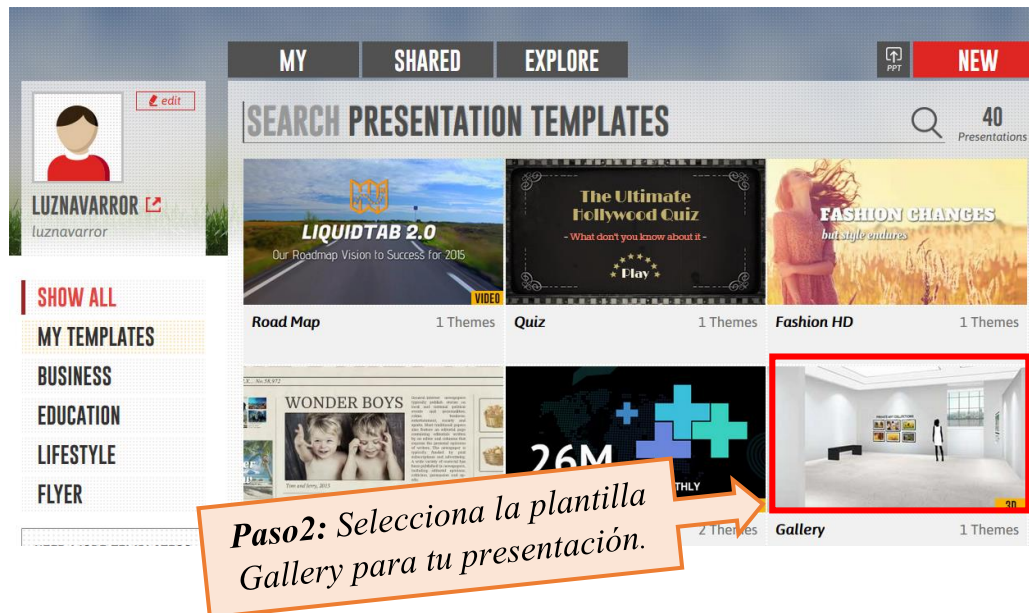 MY SHARED EXPLORE PPT NEW
edit
SEARCH PRESENTATION TEMPLATES
40
Presentations
LUZNAVARROR
luznavarror
SHOW ALL
MY TEMPLATES
BUSINESS
EDUCATION
LIFESTYLE
FLYER
LIQUIDTAB 2.0
Our Roadmap Vision to Success for 2015
VIDEO
Road Map 1 Themes
The Ultimate
Hollywood Quiz
- What don't you know about it -
Play
Quiz 1 Themes
FASHION CHANGES
but style endures
Fashion HD 1 Themes
WONDER BOYS
Tom and Jerry, 2015
26M
2 Themes
3D
Gallery 1 Themes
Paso2: Selecciona la plantilla
Gallery para tu presentación.